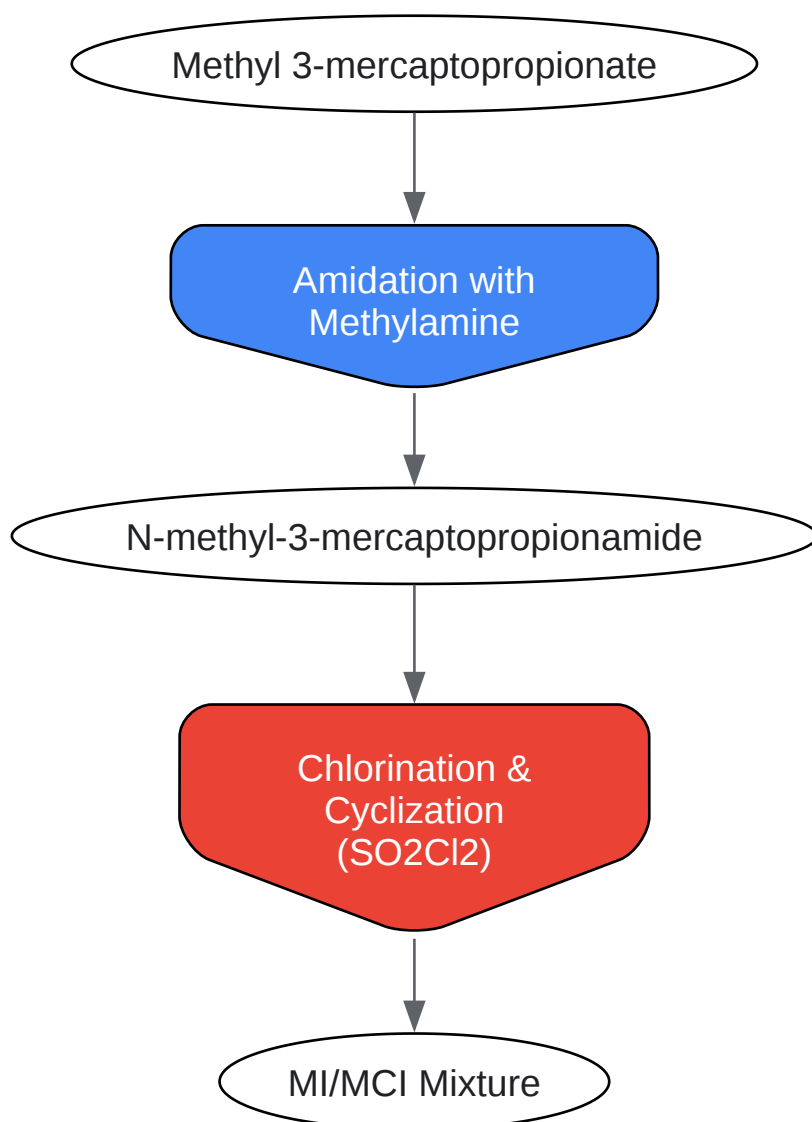 Methyl 3-mercaptopropionate
Amidation with
Methylamine
N-methyl-3-mercaptopropionamide
Chlorination &
Cyclization
(SO2Cl2)
MI/MCI Mixture